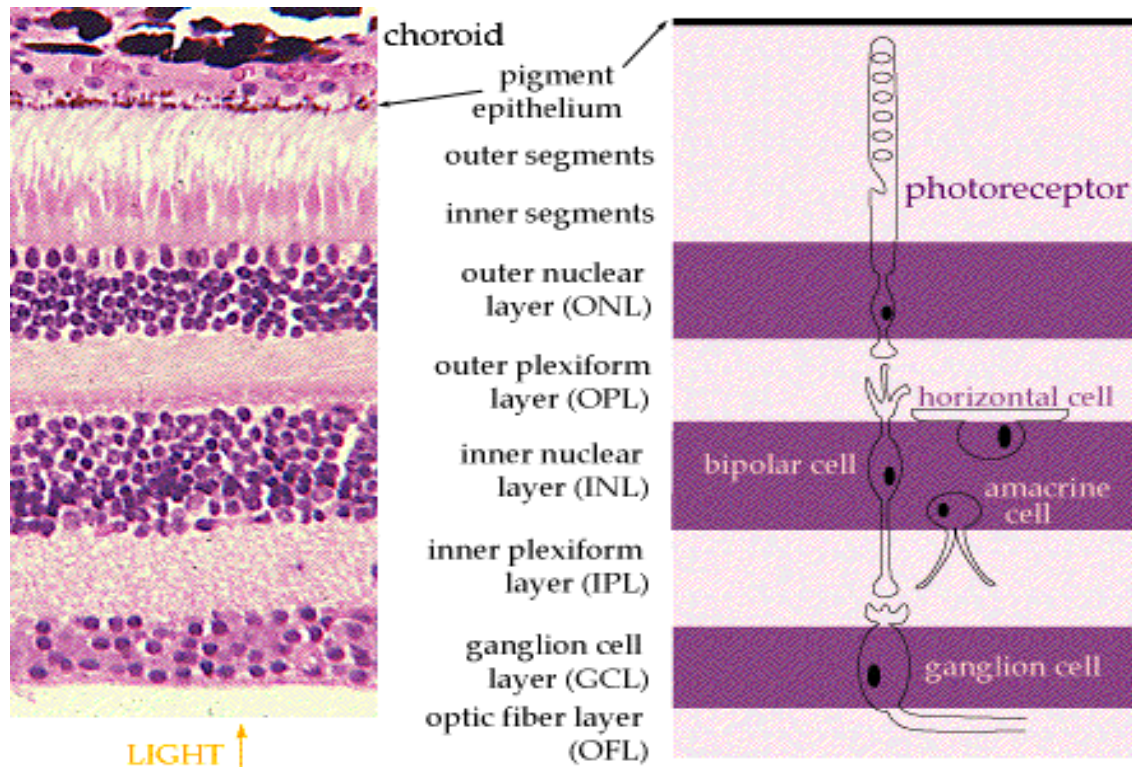 choroid
pigment
epithelium
outer segments
photoreceptor
inner segments
outer nuclear
layer (ONL)
outer plexiform
layer (OPL)
horizontal cell
inner nuclear
layer (INL)
bipolar cell
amacrine
cell
inner plexiform
layer (IPL)
ganglion cell
layer (GCL)
ganglion cell
optic fiber layer
(OFL)
LIGHT